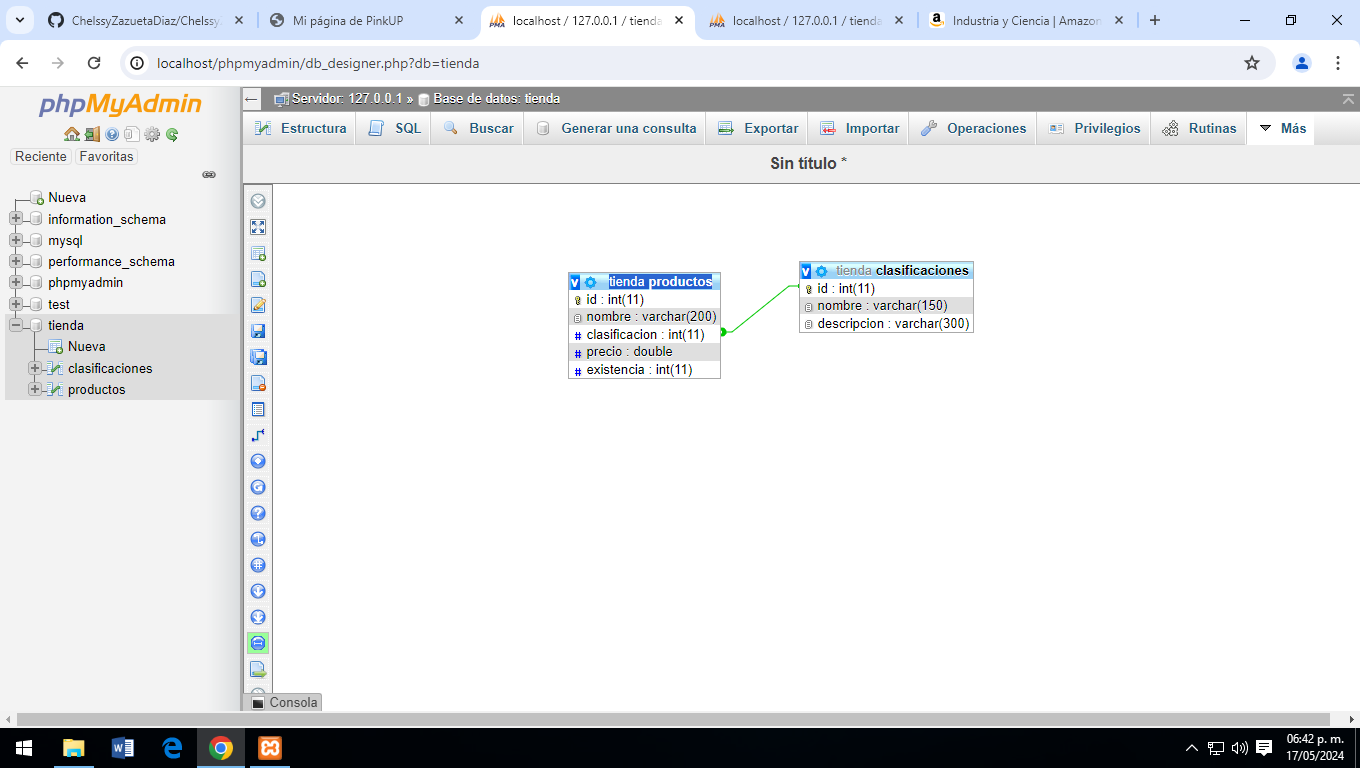 ChelssyZazuetaDiaz/Chelssy
Mi página de PinkUP
localhost / 127.0.0.1 / tienda
localhost / 127.0.0.1 / tienda
Industria y Ciencia | Amazon
localhost/phpmyadmin/db_designer.php?db=tienda
phpMyAdmin
Reciente
Favoritas
Nueva
information_schema
mysql
performance_schema
phpmyadmin
test
tienda
Nueva
clasificaciones
productos
Servidor: 127.0.0.1 » Base de datos: tienda
Estructura
SQL
Buscar
Generar una consulta
Exportar
Importar
Operaciones
Privilegios
Rutinas
Más
Sin título *
v tienda productos
id : int(11)
nombre : varchar(200)
# clasificacion : int(11)
# precio : double
# existencia : int(11)
v tienda clasificaciones
id : int(11)
nombre : varchar(150)
descripcion : varchar(300)
Consola
06:42 p. m.
17/05/2024